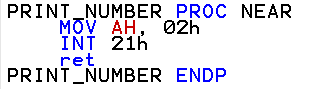 PRINT_NUMBER PROC NEAR
MOV AH, 02h
INT 21h
ret
PRINT_NUMBER ENDP